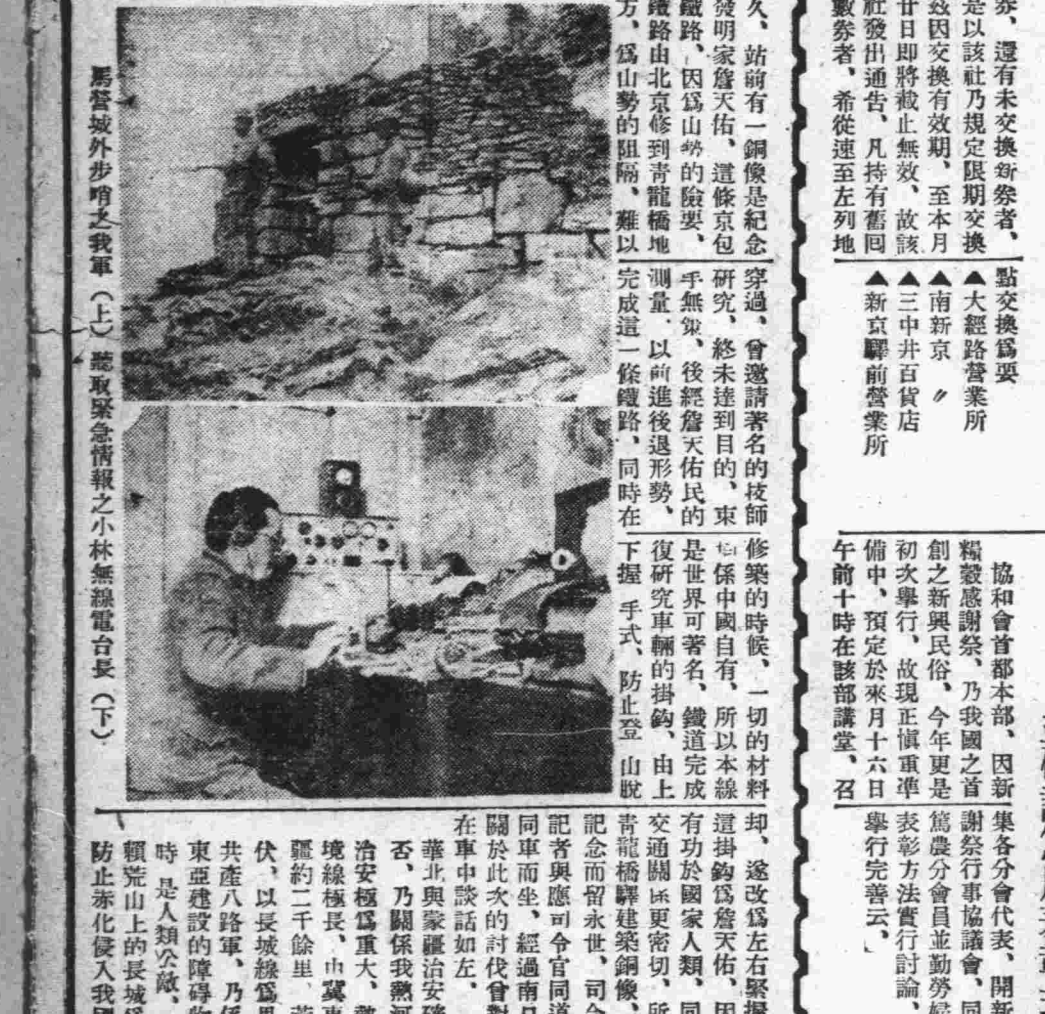 券、還有未交換新券者、
是以該社乃規定限期交換
茲因交換有效期、至本月
廿日即將截止無效、故該
社發出通告、凡持有舊回
數券者、希從速至左列地
點交換爲要
▲大經路營業所
▲南新京 〃
▲三中井百貨店
▲新京驛前營業所
協和會首都本部、因新
糧穀感謝祭、乃我國之首
創之新興民俗、今年更是
初次舉行、故現正愼重準
備中、預定於來月十六日
午前十時在該部講堂、召
集各分會代表、開新
謝祭行事協議會、同
篤農分會員並勤勞婦
表彰方法實行討論、
舉行完善云、」
久、站前有一銅像是紀念
發明家詹天佑、這條京包
鐵路、因爲山勢的險要、
鐵路由北京修到青龍橋地
方、爲山勢的阻隔、難以
穿過、曾邀請著名的技師
研究、終未達到目的、束
手無策、後經詹天佑民的
測量、以前進後退形勢、
完成這一條鐵路、同時在
修築的時候、一切的材料
係中國自有、所以本線
是世界可著名、鐵道完成
復研究車輛的掛鈎、由上
下握 手式、防止登 山脫
却、遂改爲左右緊握
這掛鈎爲詹天佑、因
有功於國家人類、同
交通關係更密切、所
青龍橋驛建築銅像、
記念而留永世、司令
記者與應司令官同道
同車而坐、經過南口
關於此次的討伐曾對
在車中談話如左、
華北與蒙疆治安確
否、乃關係我熱河
治安極爲重大、
境線極長、由冀東
疆約二千餘里、
伏、以長城線爲界
共產八路軍、乃係
東亞建設的障碍物
時 是人類公敵、
賴荒山上的長城爲
防止赤化侵入我國
馬營城外步哨之我軍（上）聽取緊急情報之小林無線電台長（下）